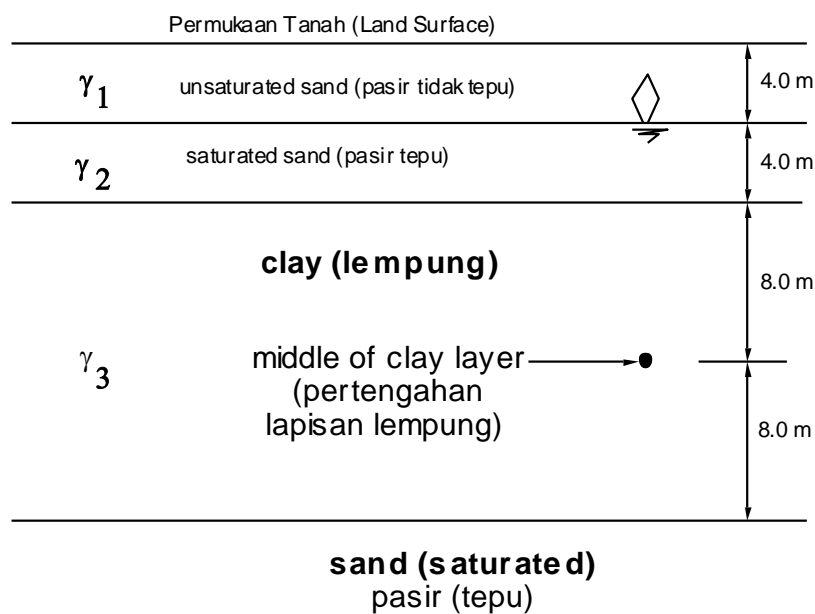 Permukaan Tanah (Land Surface)
γ1 unsaturated sand (pasir tidak tepu) 4.0 m
γ2 saturated sand (pasir tepu) 4.0 m
clay (lempung)
8.0 m
γ3 middle of clay layer
(pertengahan
lapisan lempung)
8.0 m
sand (saturated)
pasir (tepu)